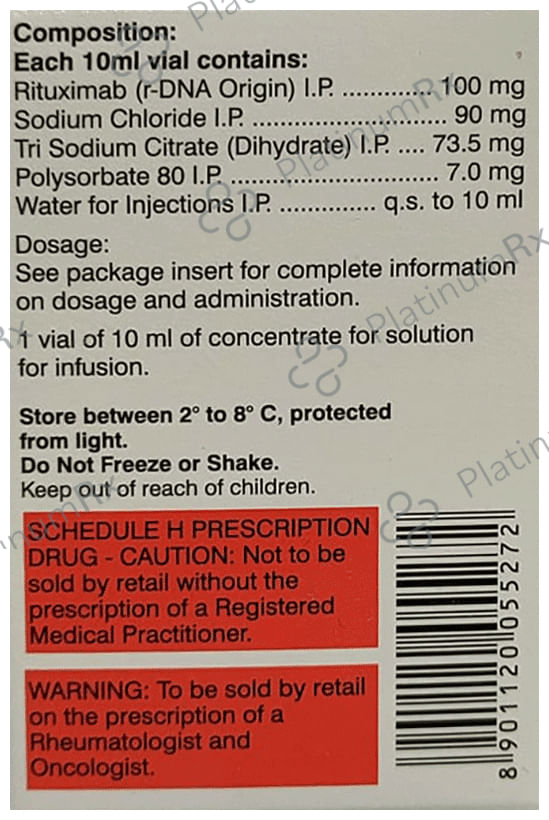 Composition:
Each 10ml vial contains:
Rituximab (r-DNA Origin) I.P. ............. 100 mg
Sodium Chloride I.P. ............................ 90 mg
Tri Sodium Citrate (Dihydrate) I.P. .... 73.5 mg
Polysorbate 80 I.P. .............................. 7.0 mg
Water for Injections I.P. .............. q.s. to 10 ml
Dosage:
See package insert for complete information
on dosage and administration.
1 vial of 10 ml of concentrate for solution
for infusion.
Store between 2° to 8° C, protected
from light.
Do Not Freeze or Shake.
Keep out of reach of children.
SCHEDULE H PRESCRIPTION
DRUG - CAUTION: Not to be
sold by retail without the
prescription of a Registered
Medical Practitioner.
WARNING: To be sold by retail
on the prescription of a
Rheumatologist and
Oncologist.
8 901120 055272
PlatinumRx
PlatinumRx